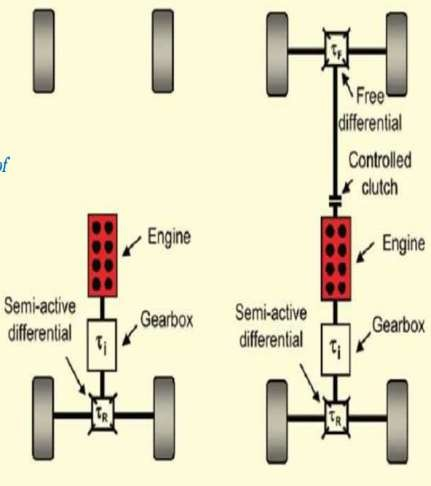 of
Engine
Semi-active
differential
Gearbox
τi
τR
τF
Free
differential
Controlled
clutch
Engine
Semi-active
differential
Gearbox
τi
τR